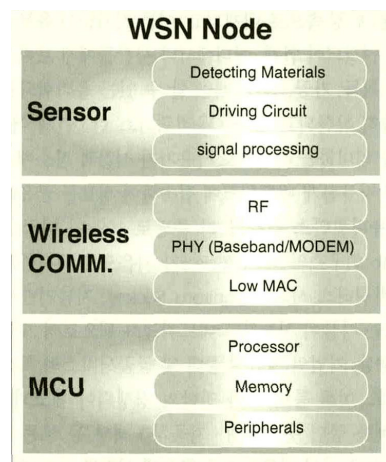 WSN Node
Sensor
Detecting Materials
Driving Circuit
signal processing
Wireless
COMM.
RF
PHY (Baseband/MODEM)
Low MAC
MCU
Processor
Memory
Peripherals